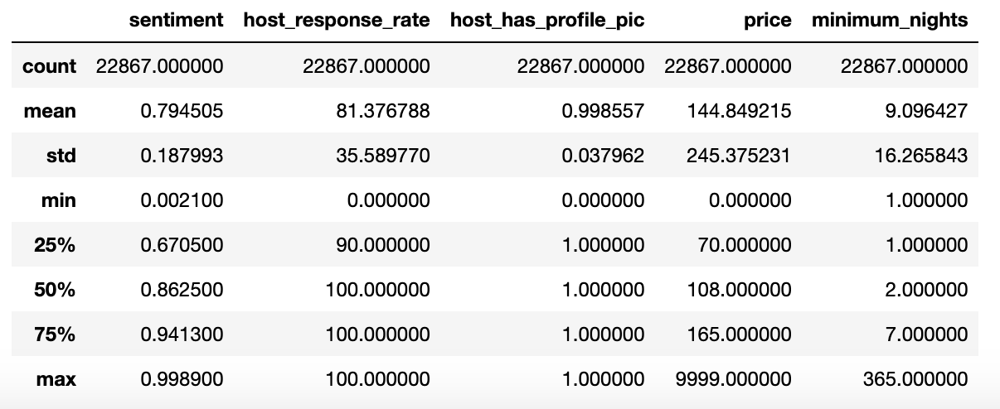 sentiment host_response_rate host_has_profile_pic price minimum_nights
count 22867.000000 22867.000000 22867.000000 22867.000000 22867.000000
mean 0.794505 81.376788 0.998557 144.849215 9.096427
std 0.187993 35.589770 0.037962 245.375231 16.265843
min 0.002100 0.000000 0.000000 0.000000 1.000000
25% 0.670500 90.000000 1.000000 70.000000 1.000000
50% 0.862500 100.000000 1.000000 108.000000 2.000000
75% 0.941300 100.000000 1.000000 165.000000 7.000000
max 0.998900 100.000000 1.000000 9999.000000 365.000000